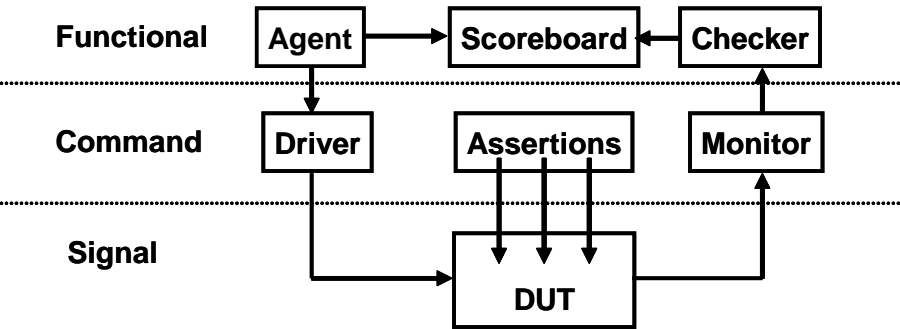 Functional Agent Scoreboard Checker
Command Driver Assertions Monitor
Signal
DUT